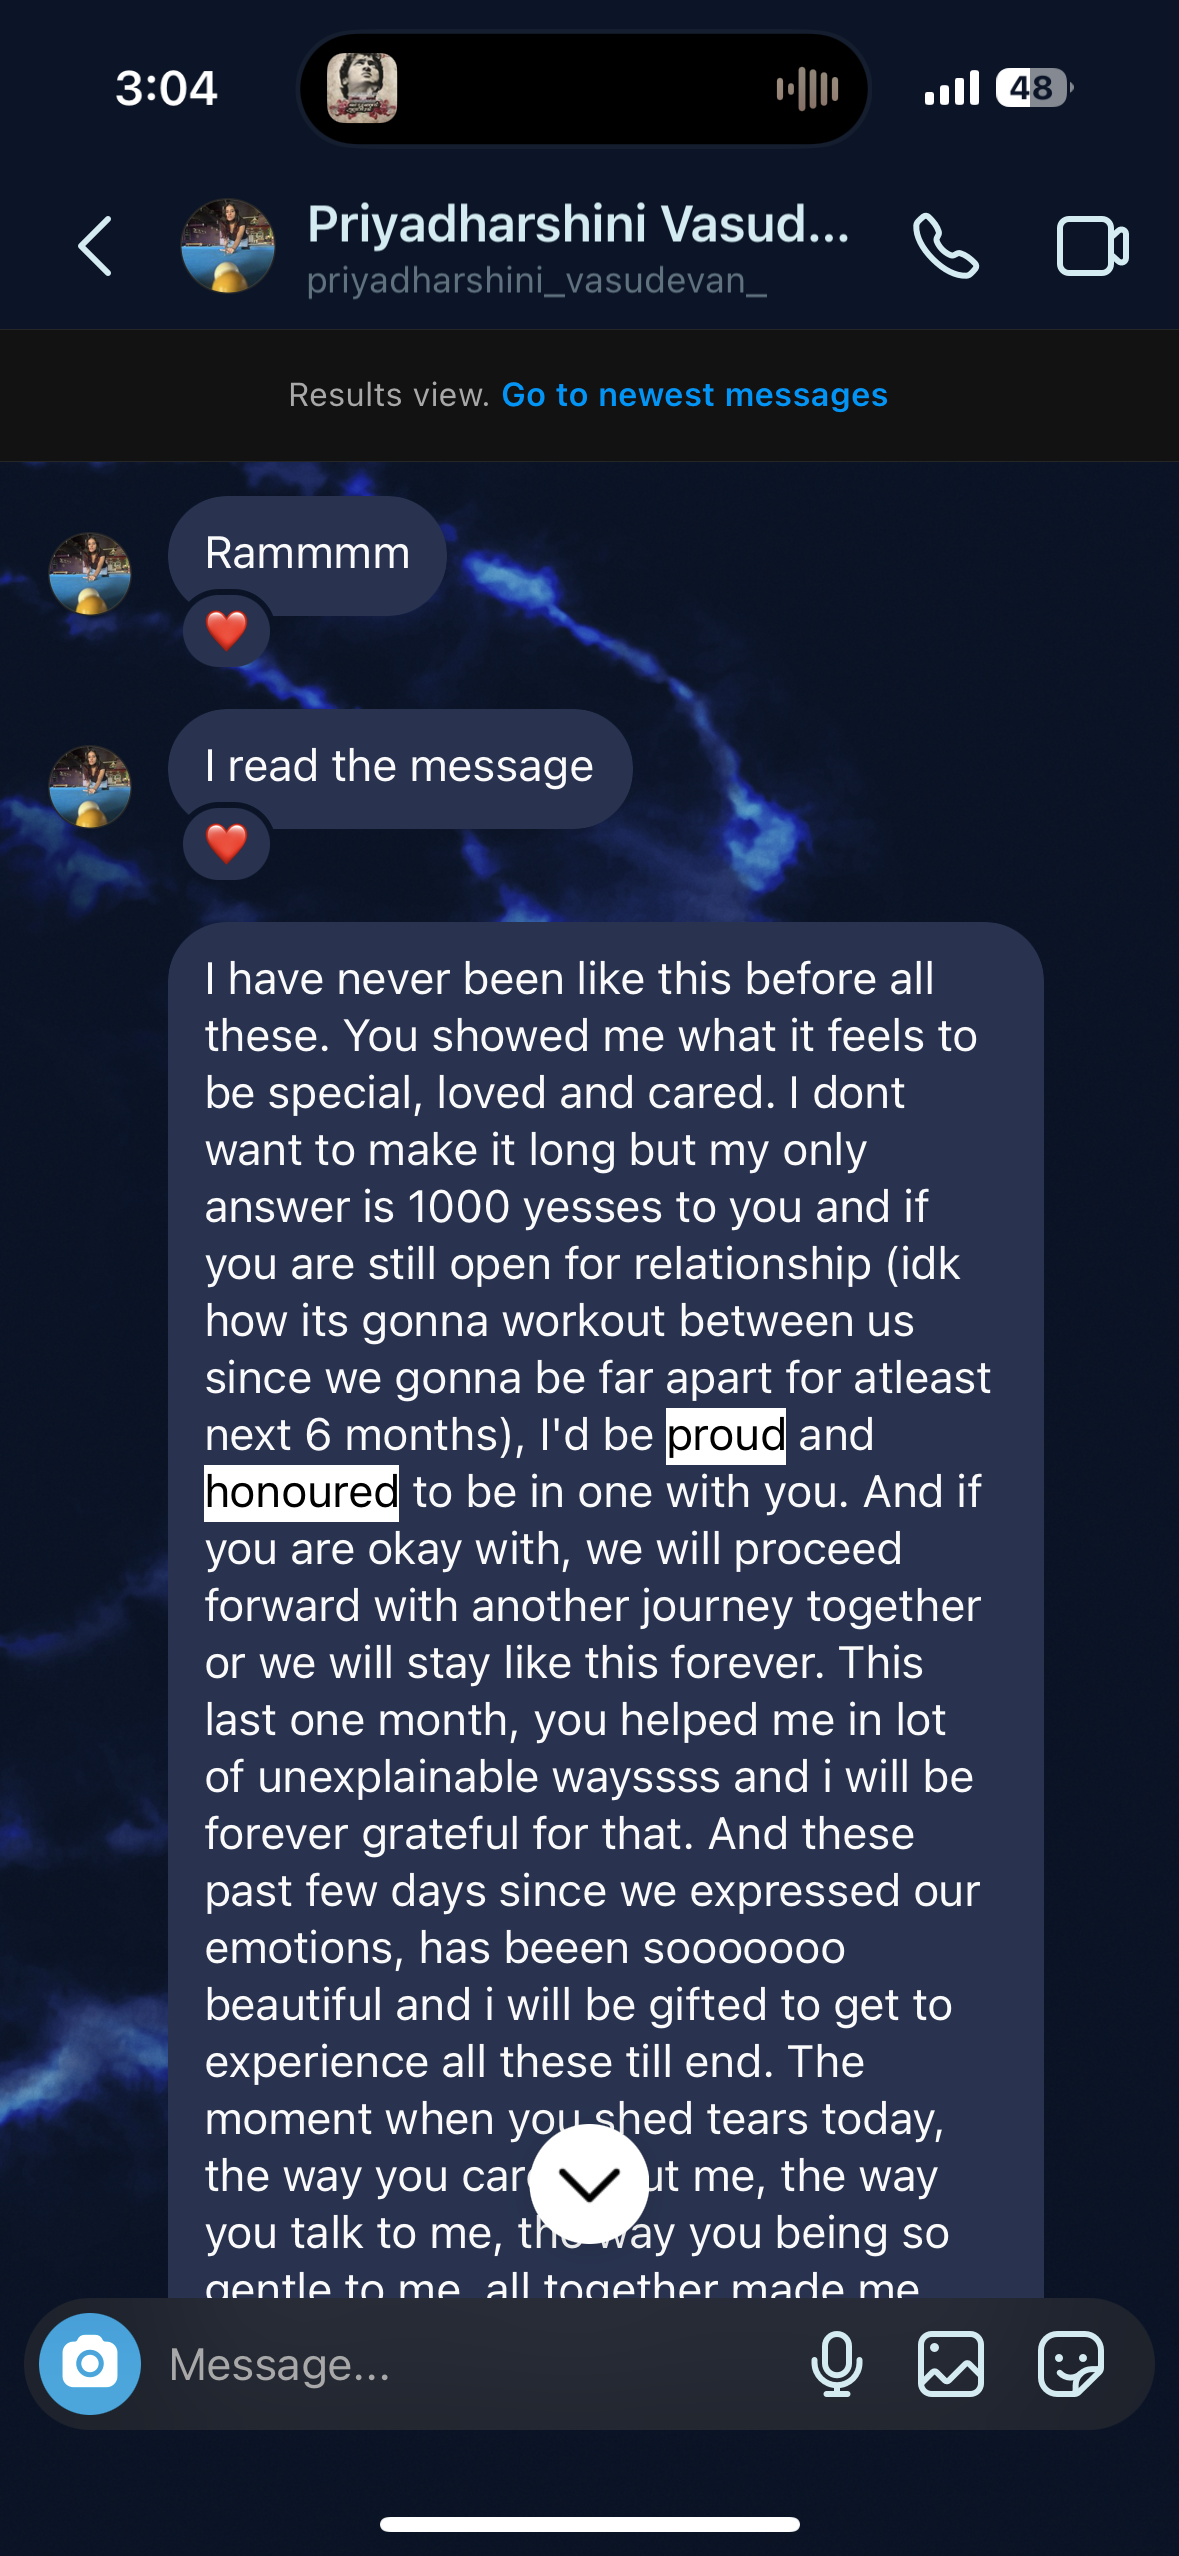 3:04
48
Priyadharshini Vasud...
priyadharshini_vasudevan_
Results view. Go to newest messages
Rammmm
I read the message
I have never been like this before all
these. You showed me what it feels to
be special, loved and cared. I dont
want to make it long but my only
answer is 1000 yesses to you and if
you are still open for relationship (idk
how its gonna workout between us
since we gonna be far apart for atleast
next 6 months), I'd be proud and
honoured to be in one with you. And if
you are okay with, we will proceed
forward with another journey together
or we will stay like this forever. This
last one month, you helped me in lot
of unexplainable wayssss and i will be
forever grateful for that. And these
past few days since we expressed our
emotions, has beeen sooooooo
beautiful and i will be gifted to get to
experience all these till end. The
moment when you shed tears today,
the way you me, the way
you talk to me, the way you being so
gentle to me, all together made me
Message...